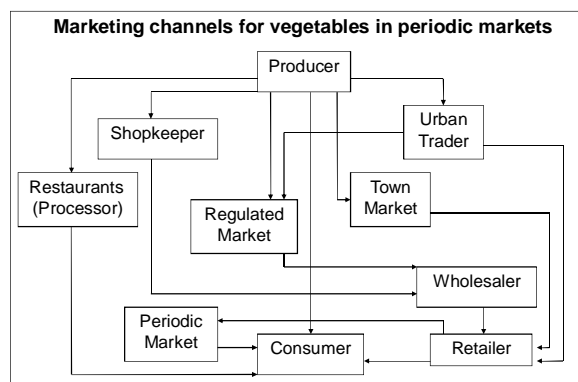 Marketing channels for vegetables in periodic markets
Producer
Shopkeeper
Urban
Trader
Restaurants
(Processor)
Regulated
Market
Town
Market
Wholesaler
Periodic
Market
Consumer
Retailer